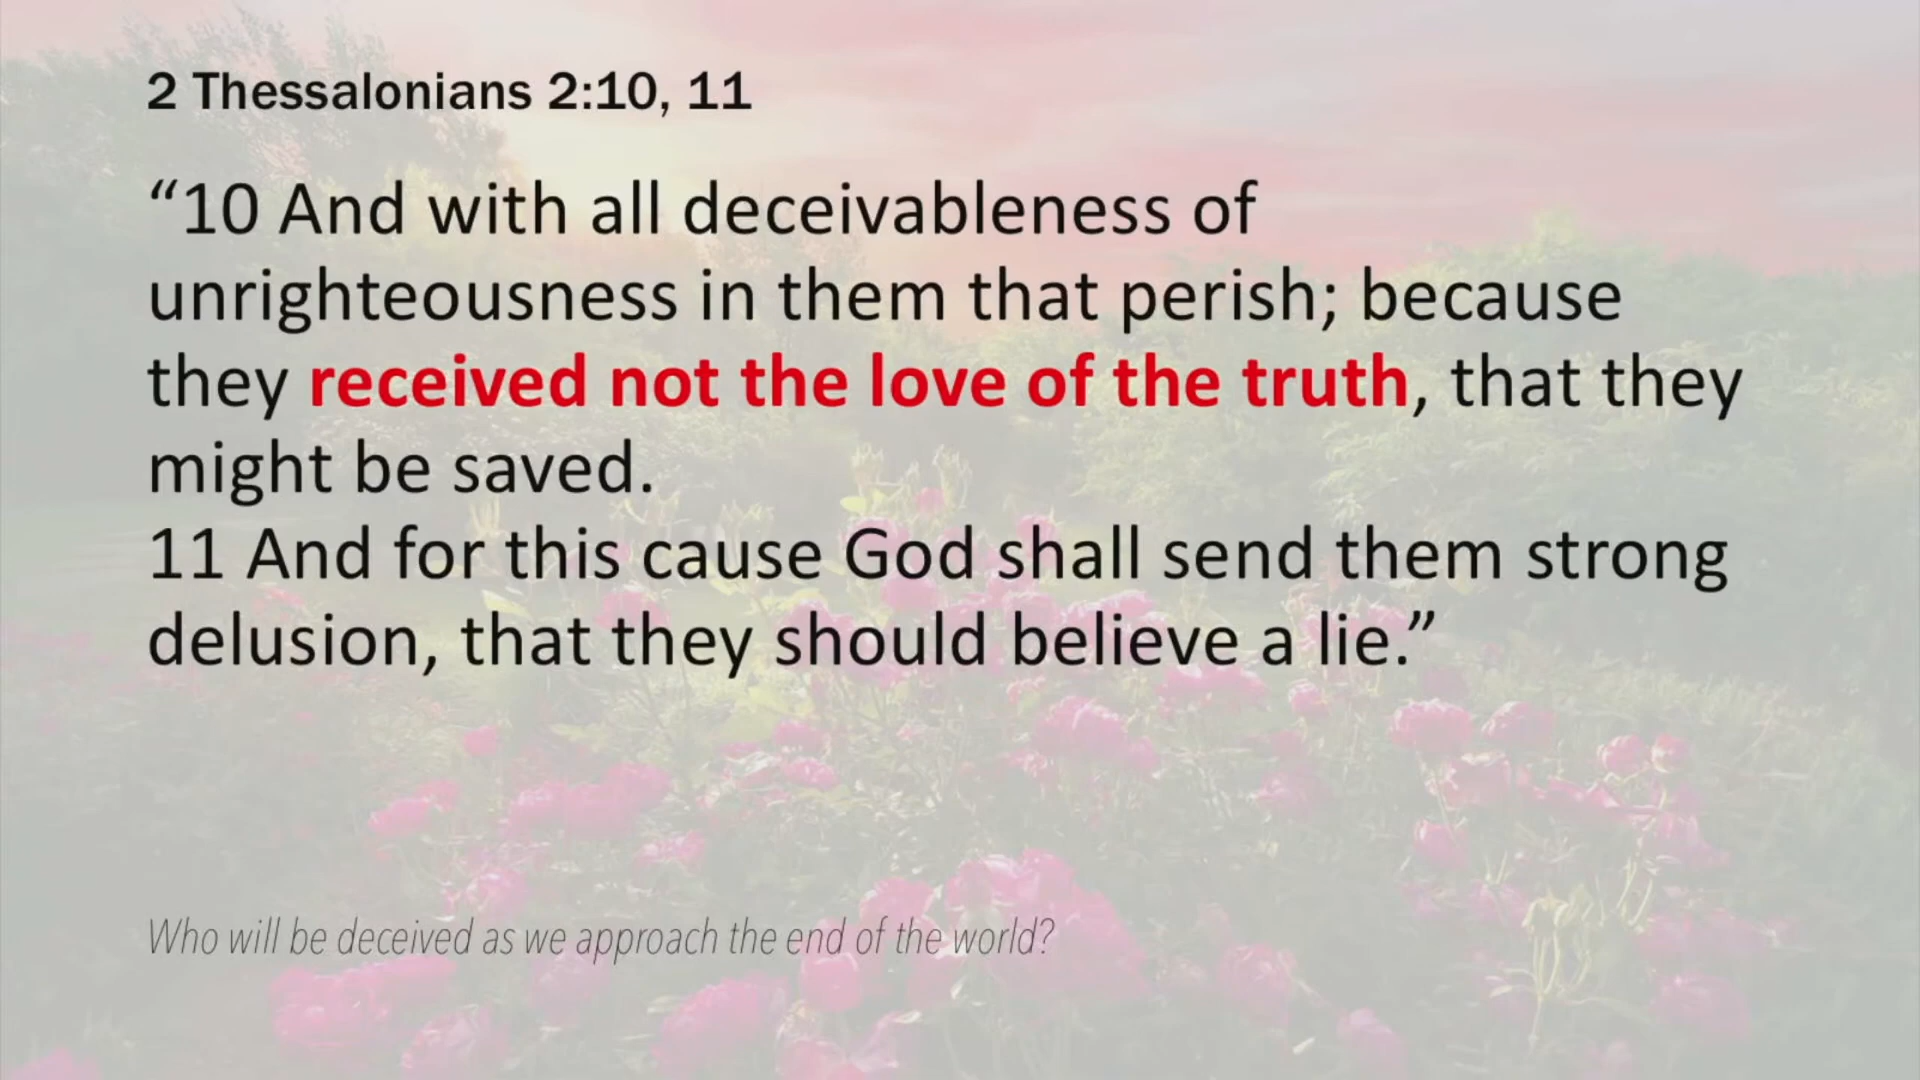 2 Thessalonians 2:10, 11
“10 And with all deceivableness of
unrighteousness in them that perish; because
they received not the love of the truth, that they
might be saved.
11 And for this cause God shall send them strong
delusion, that they should believe a lie.”
Who will be deceived as we approach the end of the world?